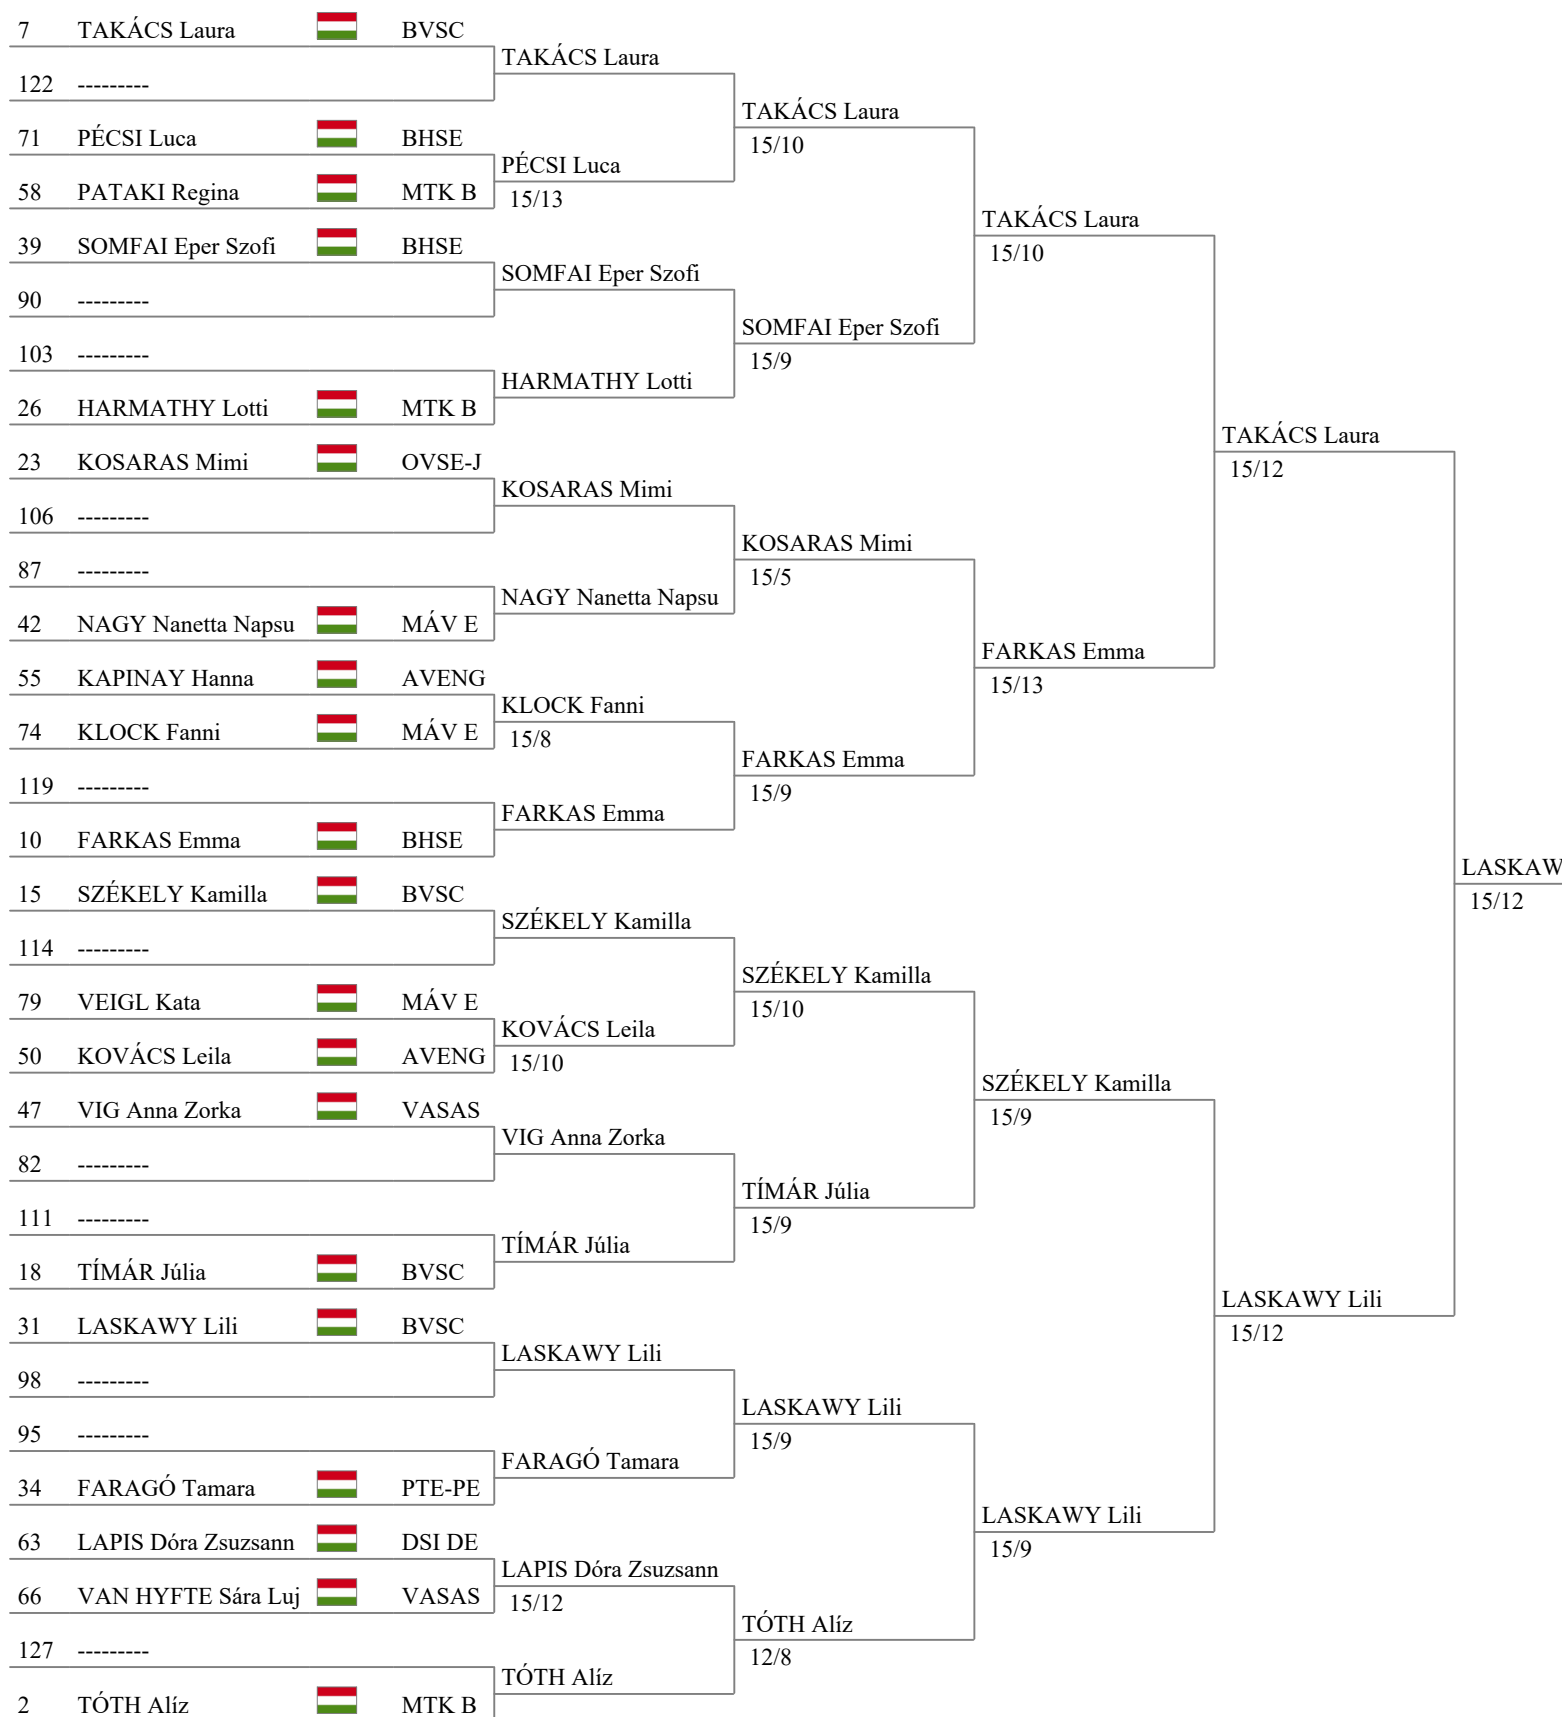 7 TAKÁCS Laura BVSC
TAKÁCS Laura
122 ---------
TAKÁCS Laura
15/10
71 PÉCSI Luca BHSE
PÉCSI Luca
15/13
58 PATAKI Regina MTK B
TAKÁCS Laura
15/10
39 SOMFAI Eper Szofi BHSE
SOMFAI Eper Szofi
90 ---------
SOMFAI Eper Szofi
15/9
103 ---------
HARMATHY Lotti
26 HARMATHY Lotti MTK B
TAKÁCS Laura
15/12
23 KOSARAS Mimi OVSE-J
KOSARAS Mimi
106 ---------
KOSARAS Mimi
15/5
87 ---------
NAGY Nanetta Napsu
42 NAGY Nanetta Napsu MÁV E
FARKAS Emma
15/13
55 KAPINAY Hanna AVENG
KLOCK Fanni
15/8
74 KLOCK Fanni MÁV E
FARKAS Emma
15/9
119 ---------
FARKAS Emma
10 FARKAS Emma BHSE
LASKAW
15/12
15 SZÉKELY Kamilla BVSC
SZÉKELY Kamilla
114 ---------
SZÉKELY Kamilla
15/10
79 VEIGL Kata MÁV E
KOVÁCS Leila
15/10
50 KOVÁCS Leila AVENG
SZÉKELY Kamilla
15/9
47 VIG Anna Zorka VASAS
VIG Anna Zorka
82 ---------
TÍMÁR Júlia
15/9
111 ---------
TÍMÁR Júlia
18 TÍMÁR Júlia BVSC
LASKAWY Lili
15/12
31 LASKAWY Lili BVSC
LASKAWY Lili
98 ---------
LASKAWY Lili
15/9
95 ---------
FARAGÓ Tamara
34 FARAGÓ Tamara PTE-PE
LASKAWY Lili
15/9
63 LAPIS Dóra Zsuzsann DSI DE
LAPIS Dóra Zsuzsann
15/12
66 VAN HYFTE Sára Luj VASAS
TÓTH Alíz
12/8
127 ---------
TÓTH Alíz
2 TÓTH Alíz MTK B